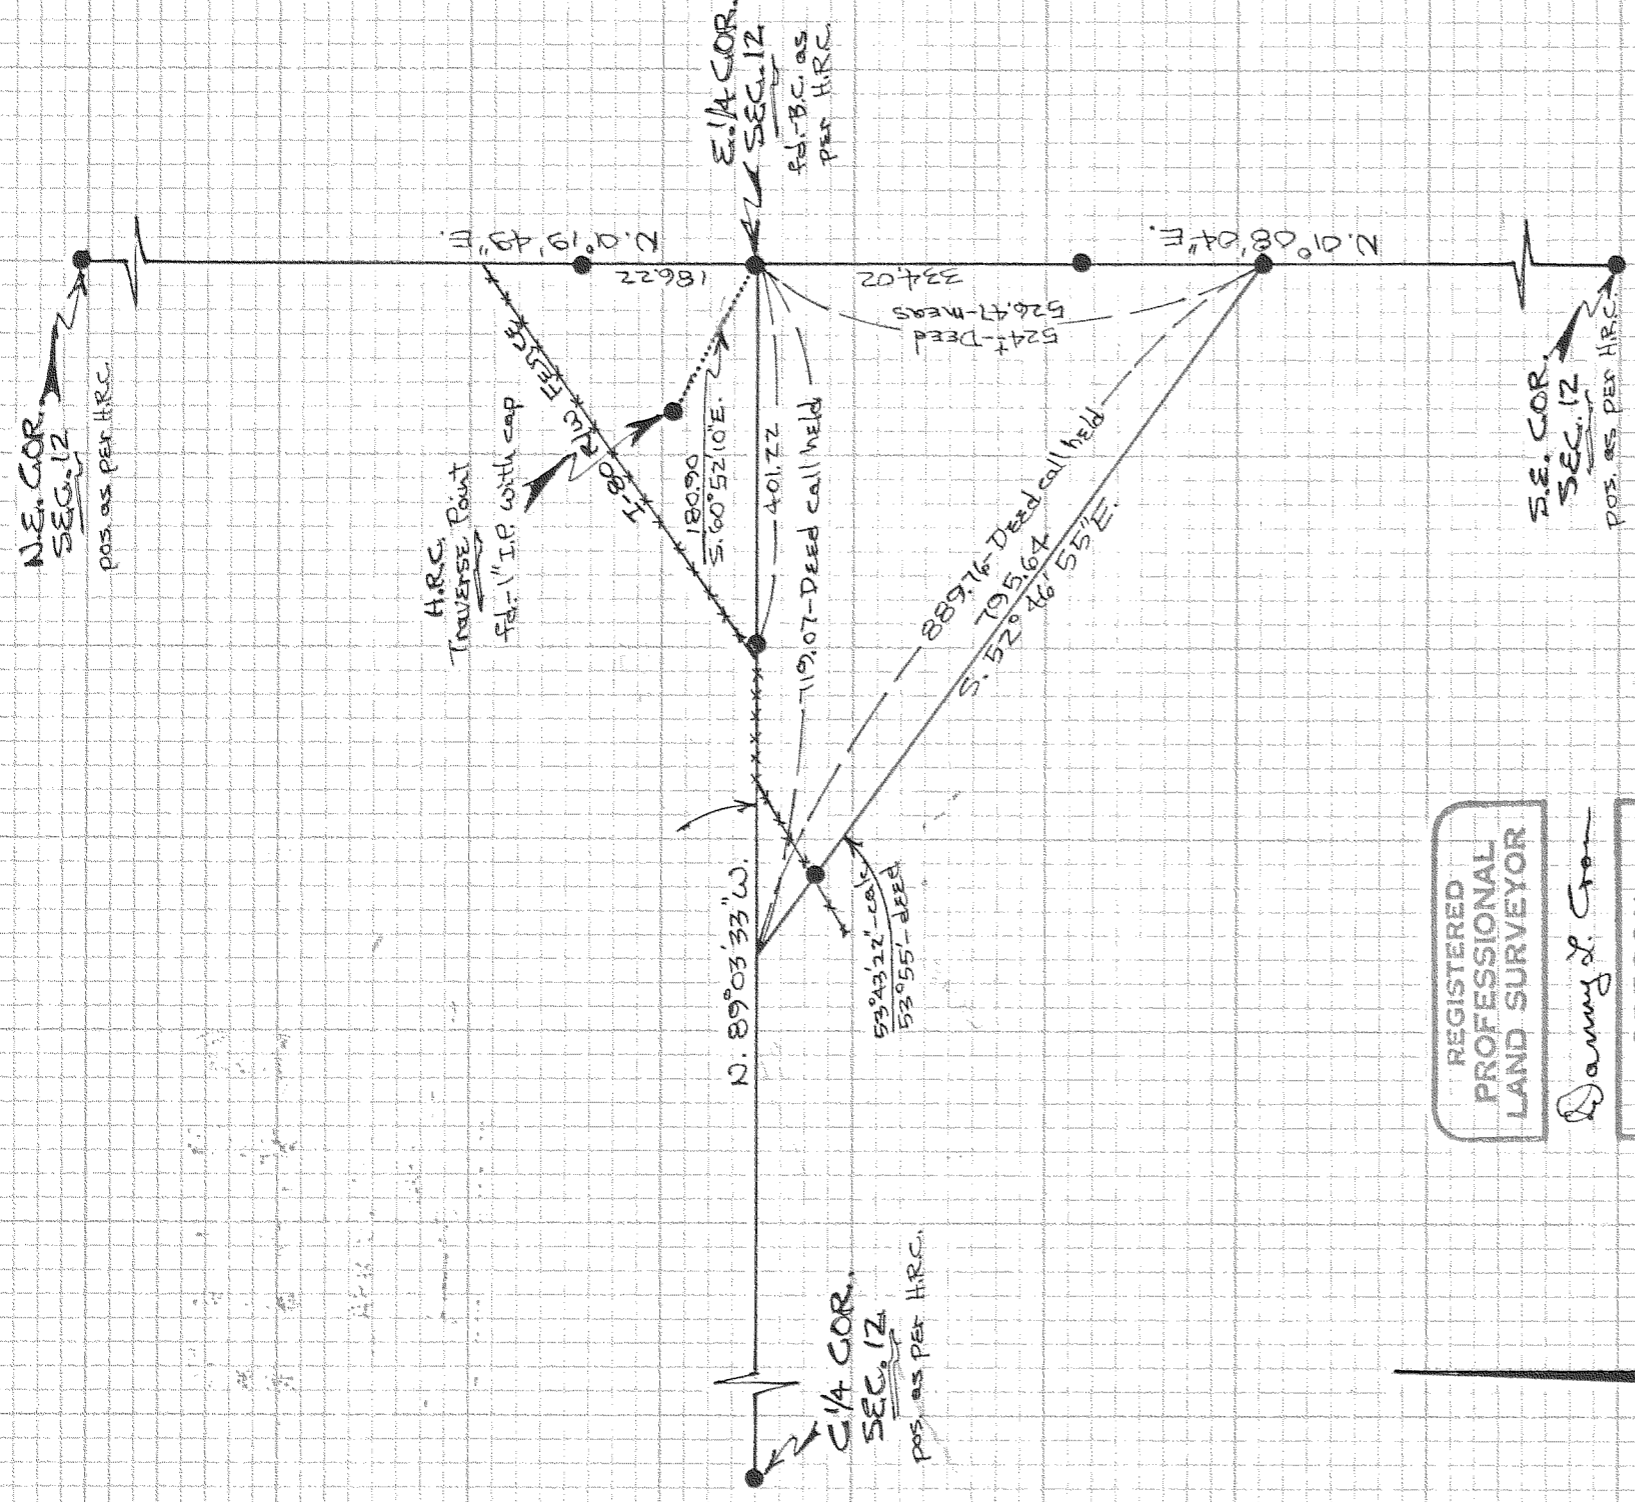 N.E. COR.
SEC. 12
pos. as per H.R.C.
E. 1/4 COR.
SEC. 12
fd.-B.C. as
per H.R.C.
N. 01° 19' 49" E.
186.22
334.02
N. 01° 08' 04" E.
526.47-meas
524±-Deed
H.R.C.
Traverse Point
fd.-1" I.P. with cap
I-80 R/W FENCE
180.90
S. 60° 52' 10" E.
401.22
719.07-Deed call held
889.76-Deed call held
795.64
S. 52° 46' 55" E.
S.E. COR.
SEC. 12
pos. as per H.R.C.
N. 89° 03' 33" W.
53° 43' 22"-calc
53° 55'-deed
C 1/4 COR.
SEC. 12
pos. as per H.R.C.
REGISTERED
PROFESSIONAL
LAND SURVEYOR